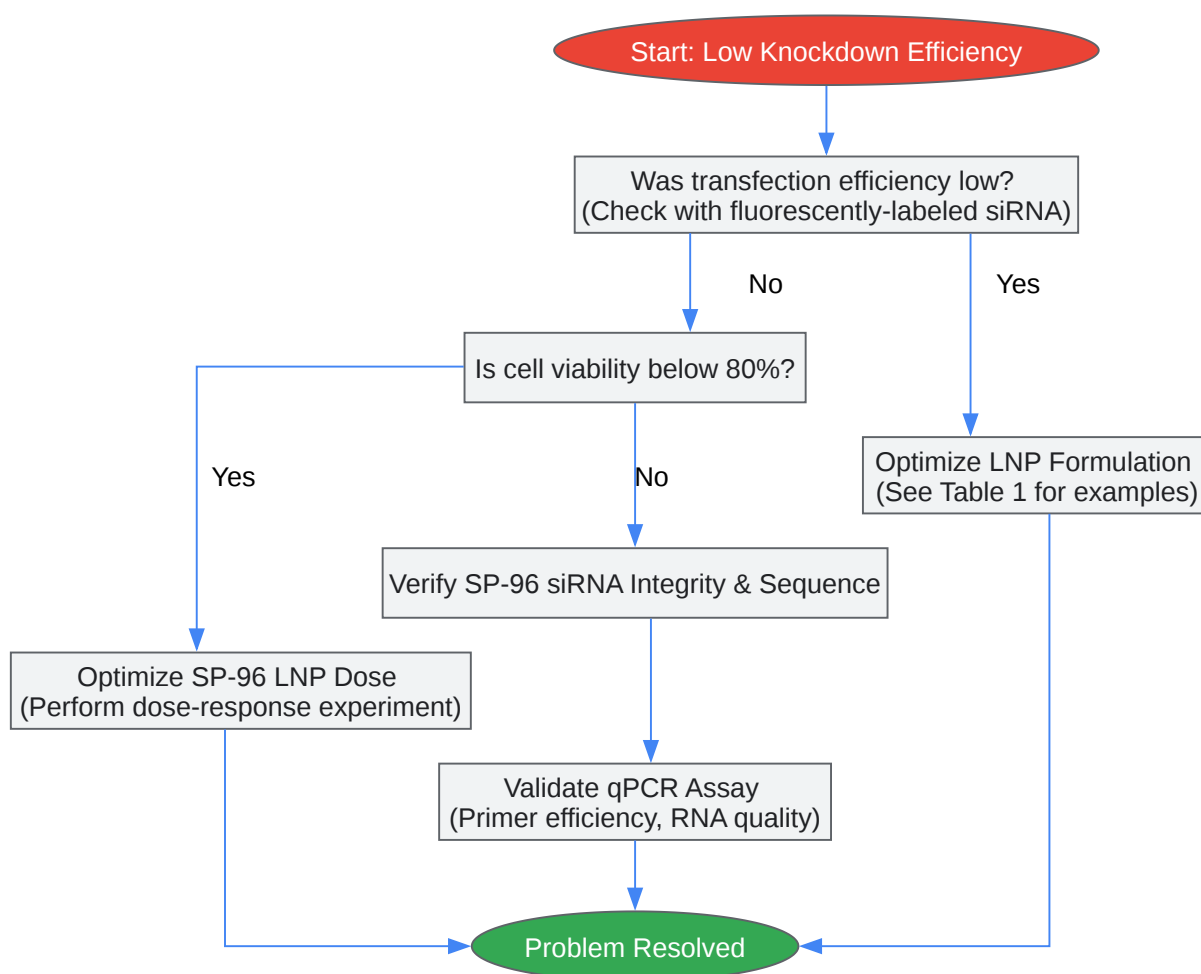 Start: Low Knockdown Efficiency
Was transfection efficiency low?
(Check with fluorescently-labeled siRNA)
No
Yes
Is cell viability below 80%?
Yes
No
Optimize LNP Formulation
(See Table 1 for examples)
Verify SP-96 siRNA Integrity & Sequence
Optimize SP-96 LNP Dose
(Perform dose-response experiment)
Validate qPCR Assay
(Primer efficiency, RNA quality)
Problem Resolved